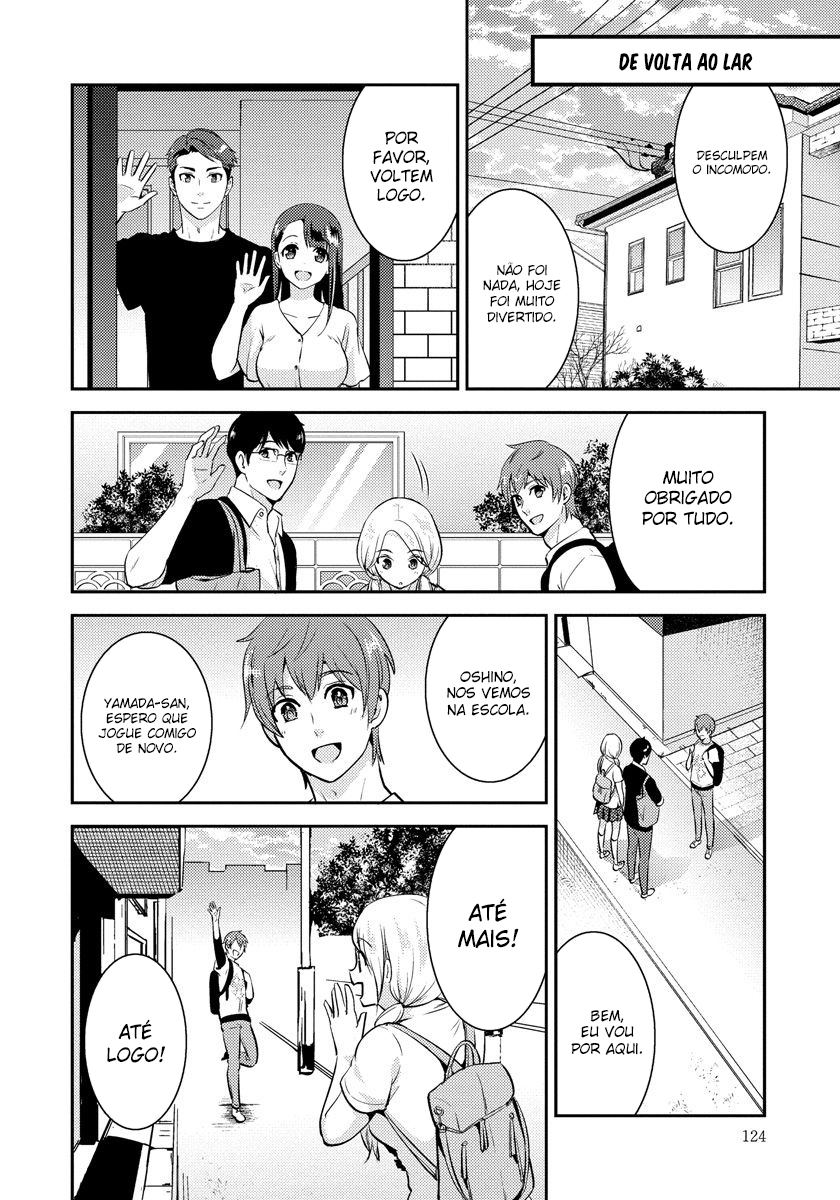 DE VOLTA AO LAR
DESCULPEM
O INCOMODO.
NÃO FOI
NADA, HOJE
FOI MUITO
DIVERTIDO.
POR
FAVOR,
VOLTEM
LOGO.
MUITO
OBRIGADO
POR TUDO.
BEM,
EU VOU
POR AQUI.
OSHINO,
NOS VEMOS
NA ESCOLA.
YAMADA-SAN,
ESPERO QUE
JOGUE COMIGO
DE NOVO.
ATÉ
MAIS!
ATÉ
LOGO!
124